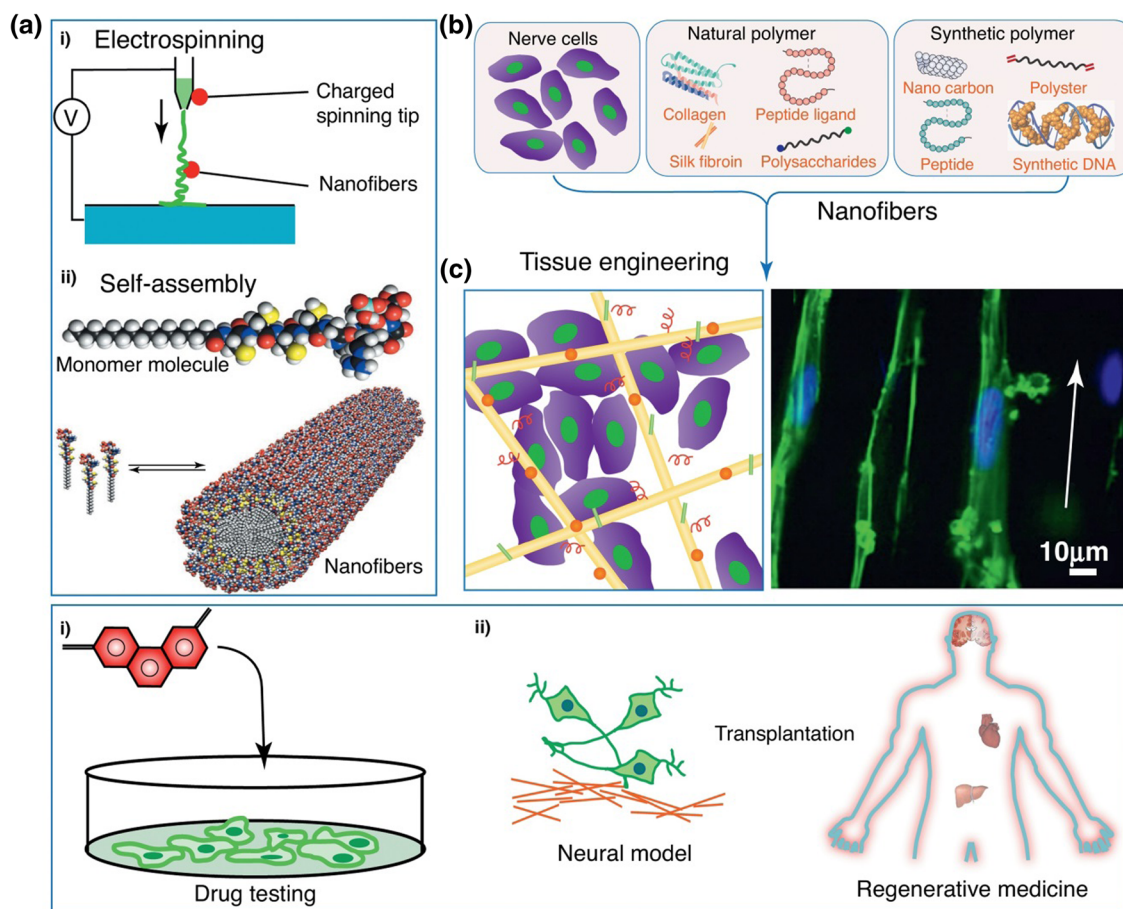 (a)
i)
Electrospinning
V
Charged
spinning tip
Nanofibers
ii)
Self-assembly
Monomer molecule
Nanofibers
(b)
Nerve cells
Natural polymer
Collagen
Peptide ligand
Silk fibroin
Polysaccharides
Synthetic polymer
Nano carbon
Polyster
Peptide
Synthetic DNA
Nanofibers
(c)
Tissue engineering
10µm
i)
Drug testing
ii)
Neural model
Transplantation
Regenerative medicine